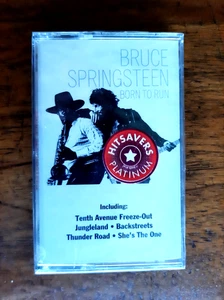 BRUCE
SPRINGSTEEN
BORN TO RUN
HITSAVERS
PLATINUM
Including:
Tenth Avenue Freeze-Out
Jungleland • Backstreets
Thunder Road • She's The One